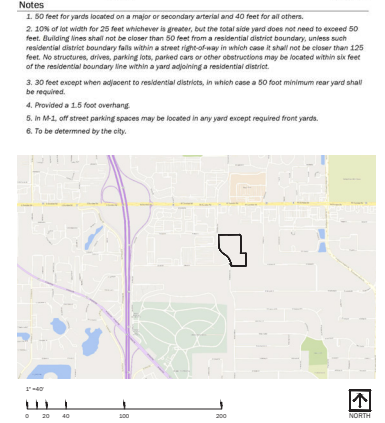 Notes
1. 50 feet for yards located on a major or secondary arterial and 40 feet for all others.
2. 10% of lot width for 25 feet whichever is greater, but the total side yard does not need to exceed 50
feet. Building lines shall not be closer than 50 feet from a residential district boundary, unless such
residential district boundary falls within a street right-of-way in which case it shall not be closer than 125
feet. No structures, drives, parking lots, parked cars or other obstructions may be located within six feet
of the residential boundary line within a yard adjoining a residential district.
3. 30 feet except when adjacent to residential districts, in which case a 50 foot minimum rear yard shall
be required.
4. Provided a 1.5 foot overhang.
5. In M-1, off street parking spaces may be located in any yard except required front yards.
6. To be determned by the city.
1" =40'
0 20 40 100 200
NORTH